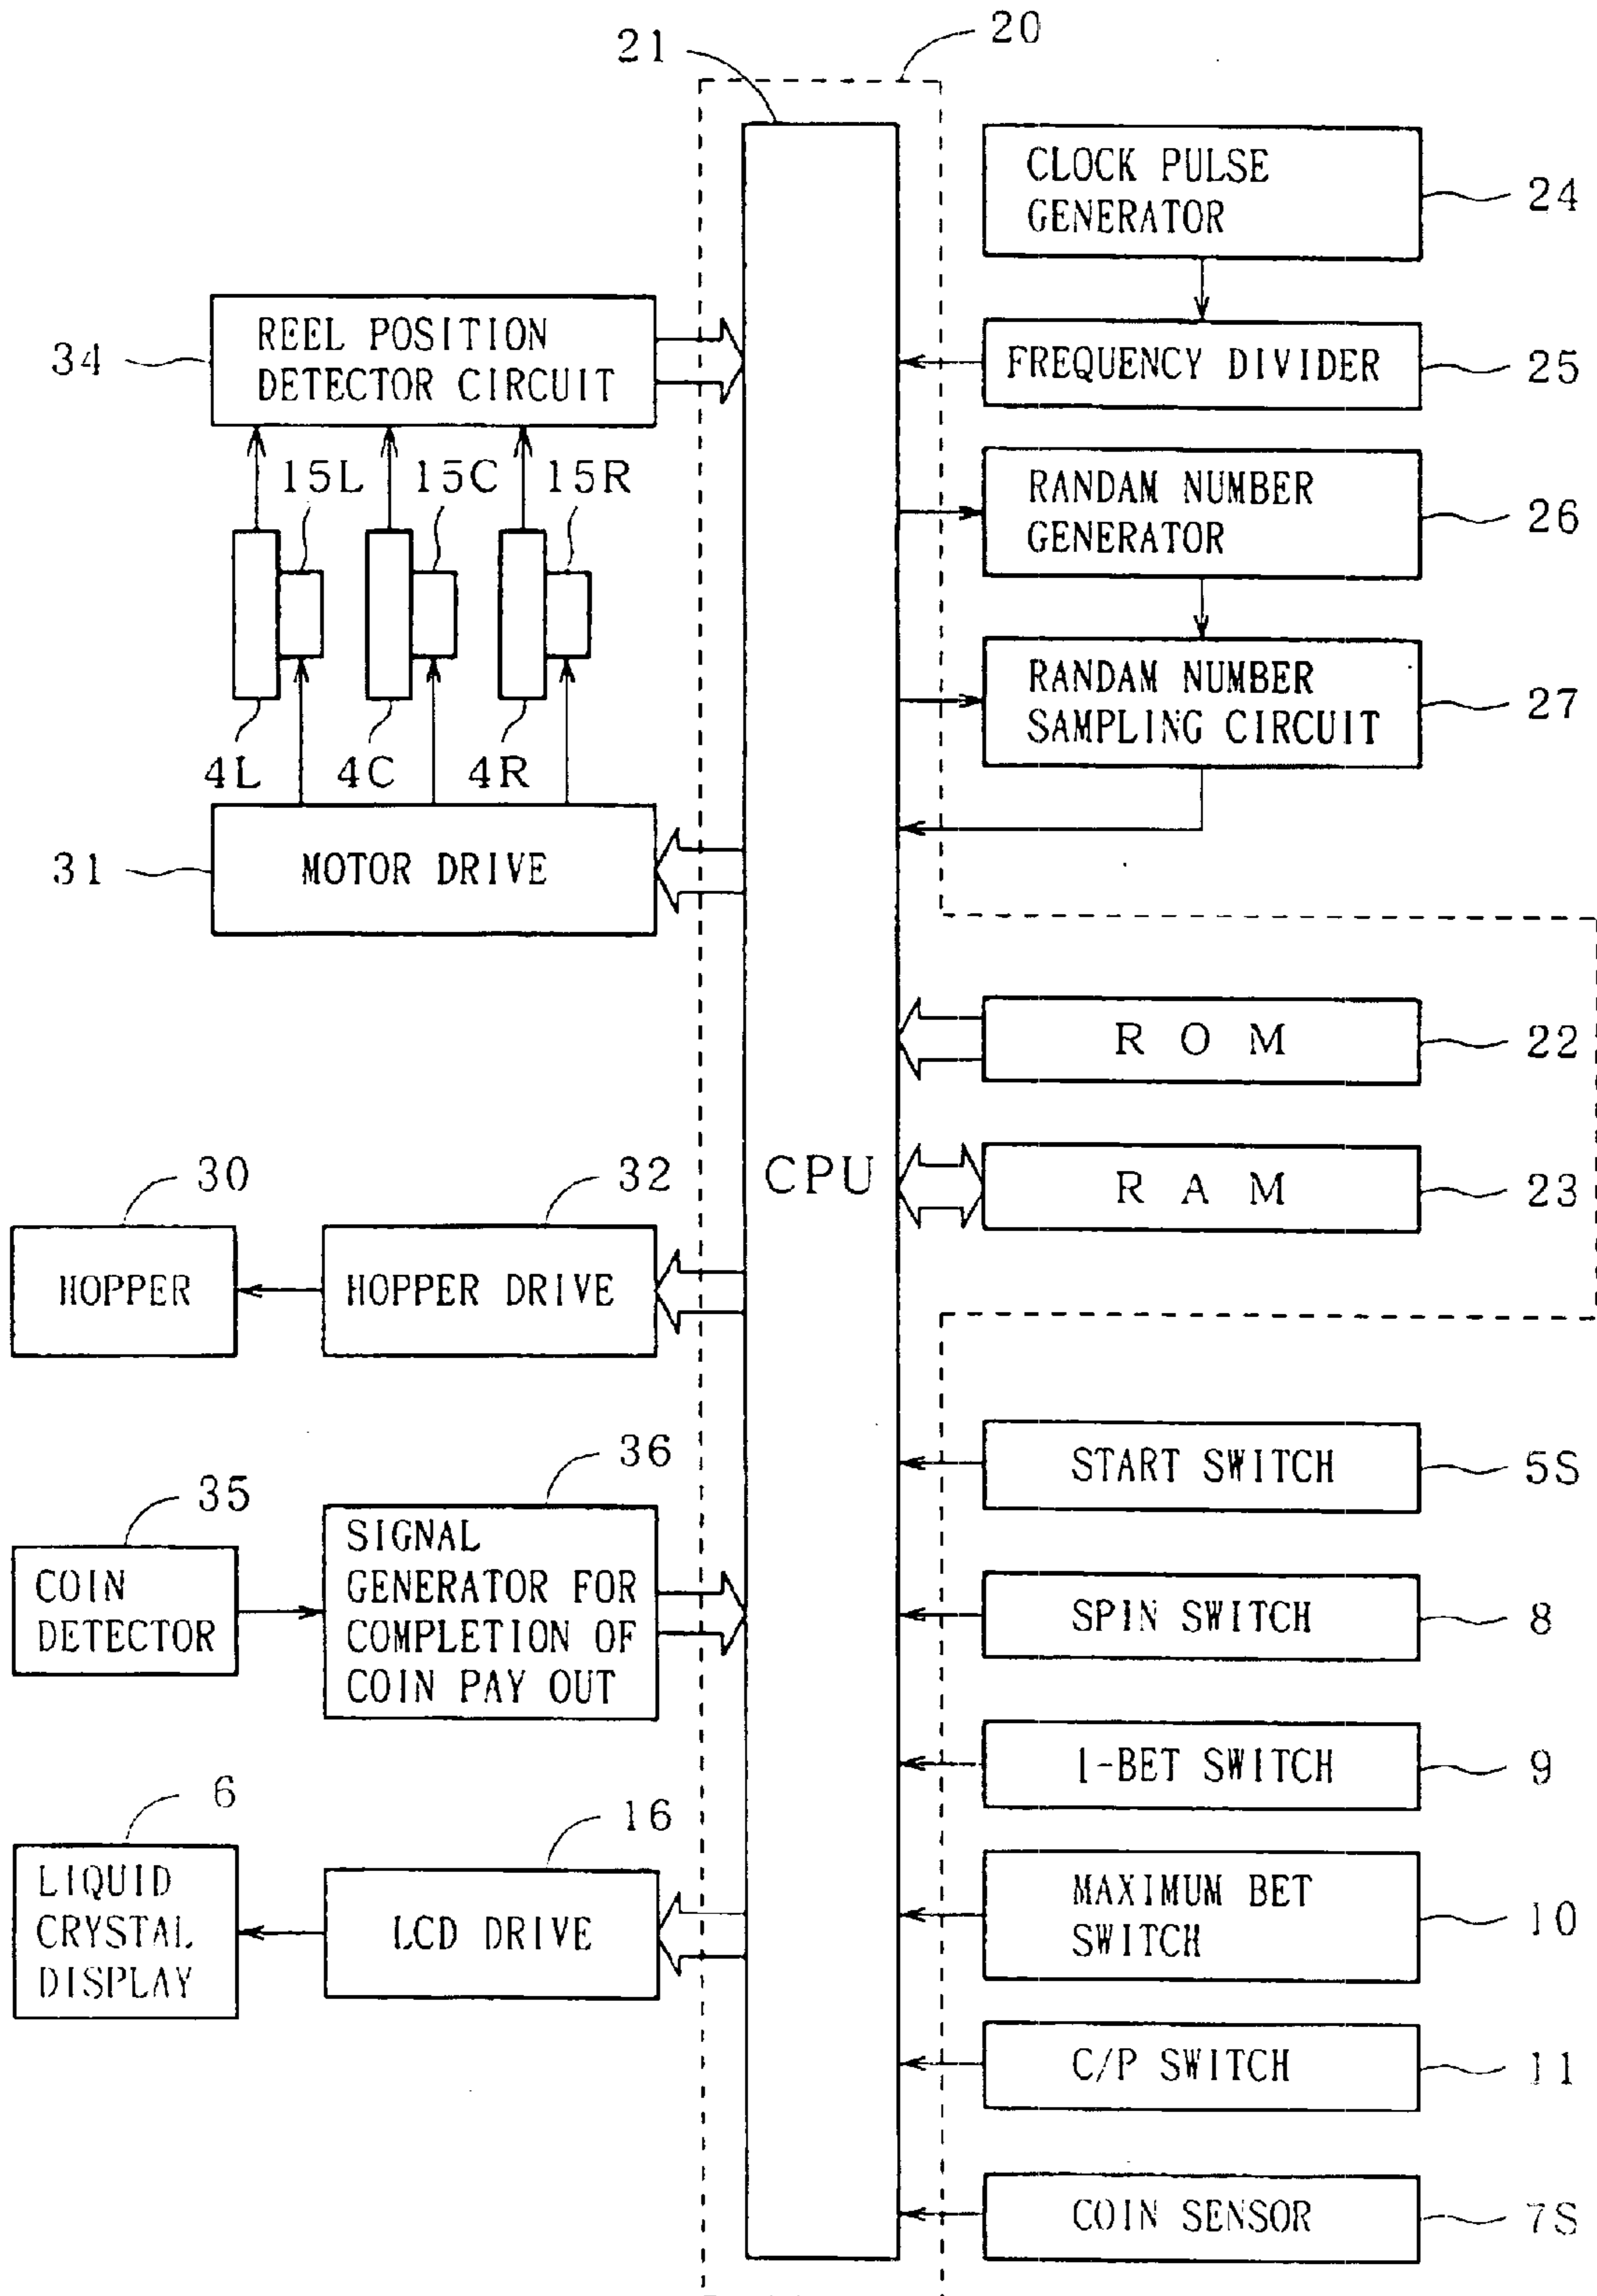 20
21
CLOCK PULSE
GENERATOR
24
REEL POSITION
DETECTOR CIRCUIT
34
FREQUENCY DIVIDER
25
15L
15C
15R
RANDAM NUMBER
GENERATOR
26
RANDAM NUMBER
SAMPLING CIRCUIT
27
4L
4C
4R
MOTOR DRIVE
31
ROM
22
CPU
RAM
23
30
32
HOPPER
HOPPER DRIVE
START SWITCH
5S
35
36
COIN
DETECTOR
SIGNAL
GENERATOR FOR
COMPLETION OF
COIN PAY OUT
SPIN SWITCH
8
1-BET SWITCH
9
6
16
LIQUID
CRYSTAL
DISPLAY
LCD DRIVE
MAXIMUM BET
SWITCH
10
C/P SWITCH
11
COIN SENSOR
7S